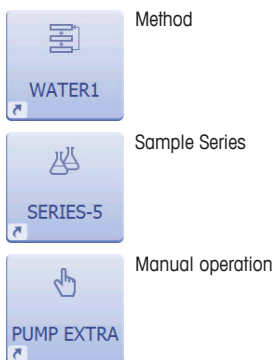 Method
WATER1
Sample Series
SERIES-5
Manual operation
PUMP EXTRA